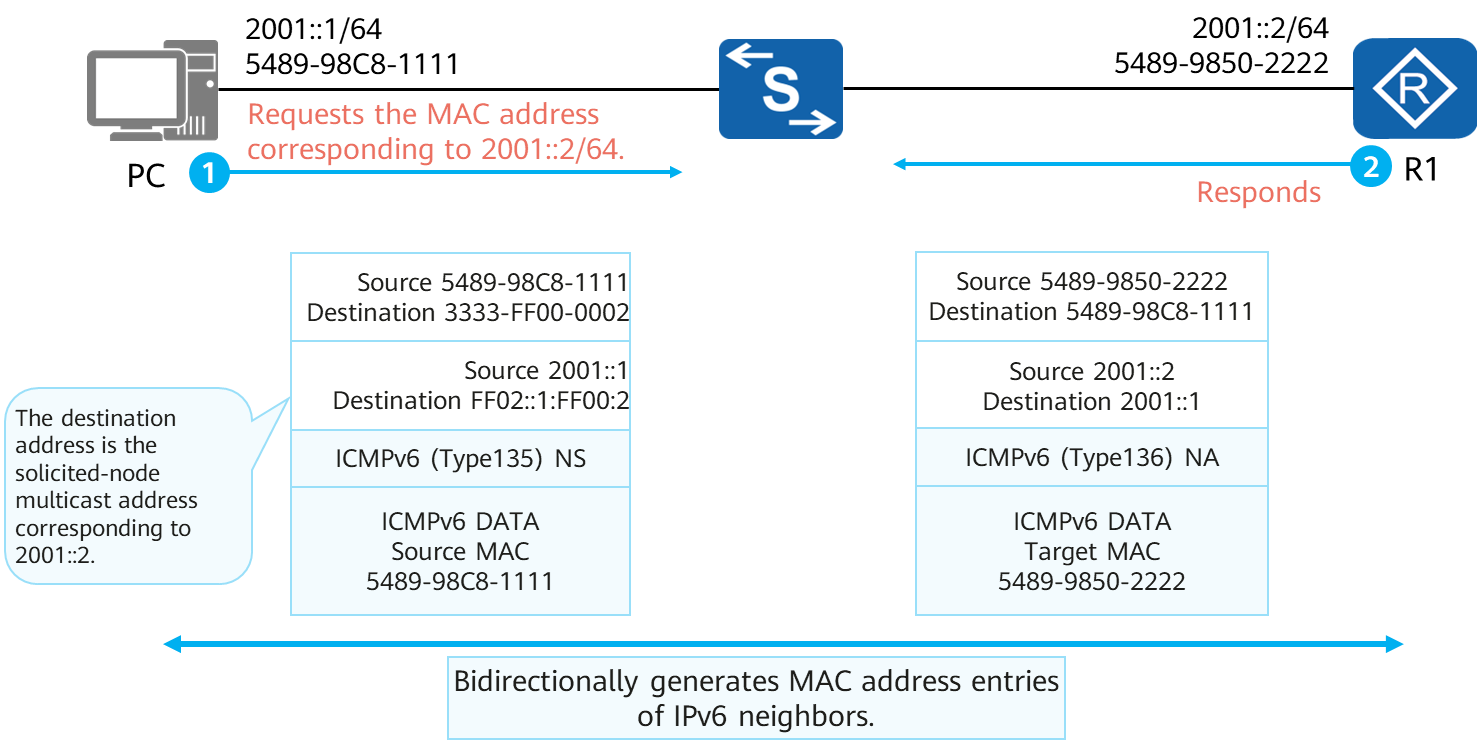 2001::1/64
5489-98C8-1111
2001::2/64
5489-9850-2222
S
R
Requests the MAC address
corresponding to 2001::2/64.
PC
1
2
R1
Responds
Source 5489-98C8-1111
Destination 3333-FF00-0002
Source 2001::1
Destination FF02::1:FF00:2
ICMPv6 (Type135) NS
ICMPv6 DATA
Source MAC
5489-98C8-1111
The destination
address is the
solicited-node
multicast address
corresponding to
2001::2.
Source 5489-9850-2222
Destination 5489-98C8-1111
Source 2001::2
Destination 2001::1
ICMPv6 (Type136) NA
ICMPv6 DATA
Target MAC
5489-9850-2222
Bidirectionally generates MAC address entries
of IPv6 neighbors.